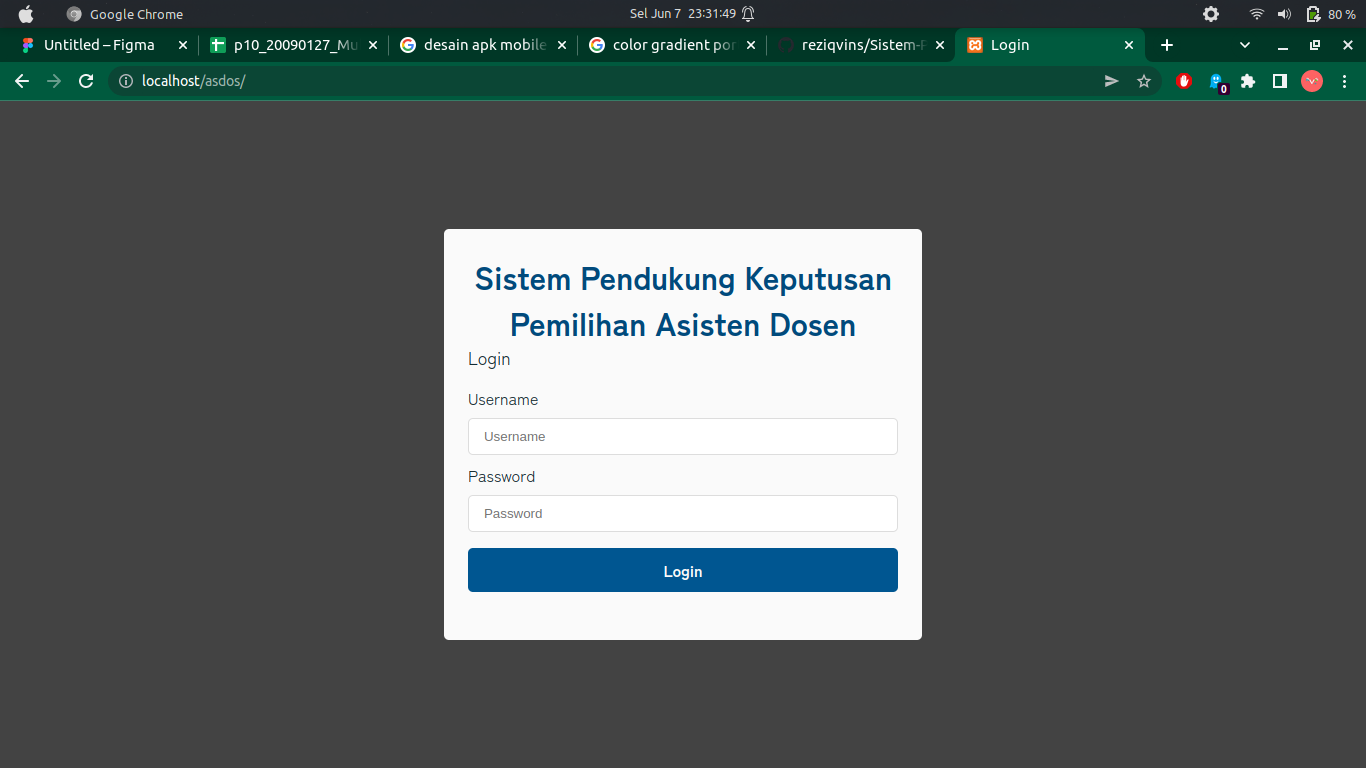 Google Chrome
Sel Jun 7 23:31:49
80 %
Untitled – Figma
p10_20090127_Mu
desain apk mobile
color gradient por
reziqvins/Sistem-P
Login
localhost/asdos/
0
Sistem Pendukung Keputusan
Pemilihan Asisten Dosen
Login
Username
Username
Password
Password
Login